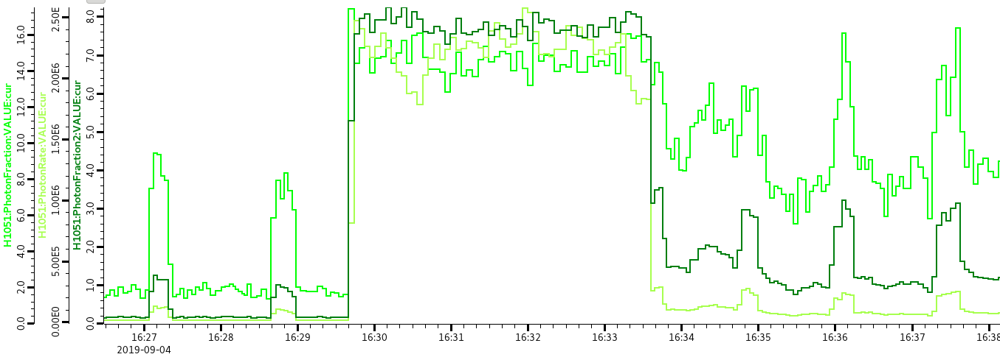 H1051:PhotonFraction:VALUE:cur
0.0 2.0 4.0 6.0 8.0 10.0 12.0 14.0 16.0
H1051:PhotonRate:VALUE:cur
0.00E0 5.00E5 1.00E6 1.50E6 2.00E6 2.50E
H1051:PhotonFraction2:VALUE:cur
0.0 1.0 2.0 3.0 4.0 5.0 6.0 7.0 8.0
16:27 16:28 16:29 16:30 16:31 16:32 16:33 16:34 16:35 16:36 16:37 16:38
2019-09-04